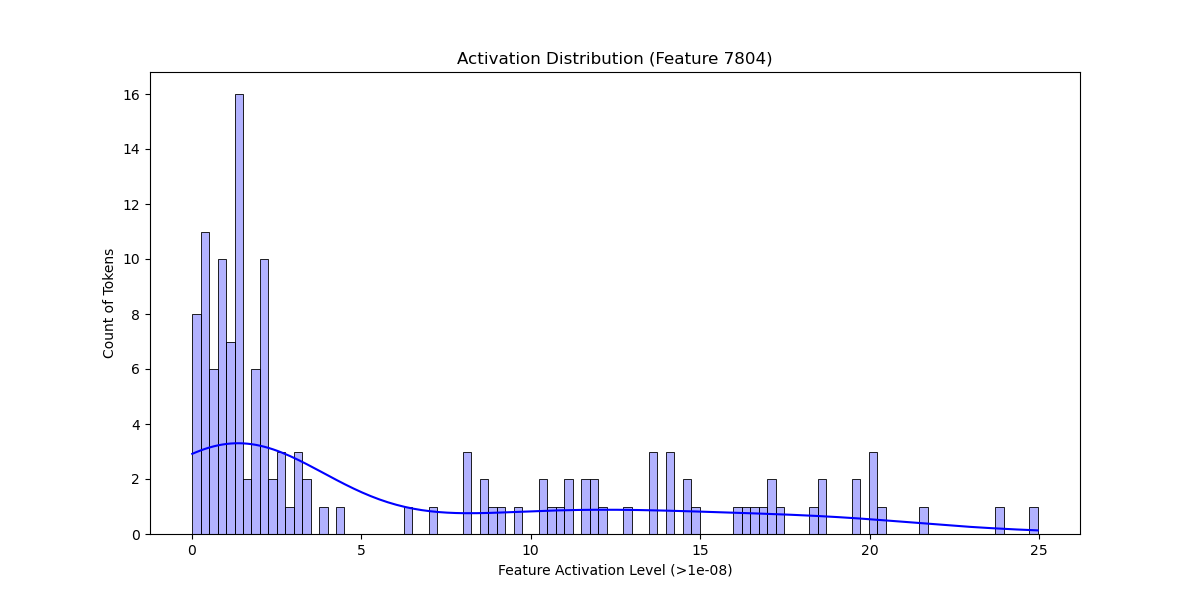 Activation Distribution (Feature 7804)
16
14
12
10
8
6
4
2
0
Count of Tokens
0 5 10 15 20 25
Feature Activation Level (>1e-08)